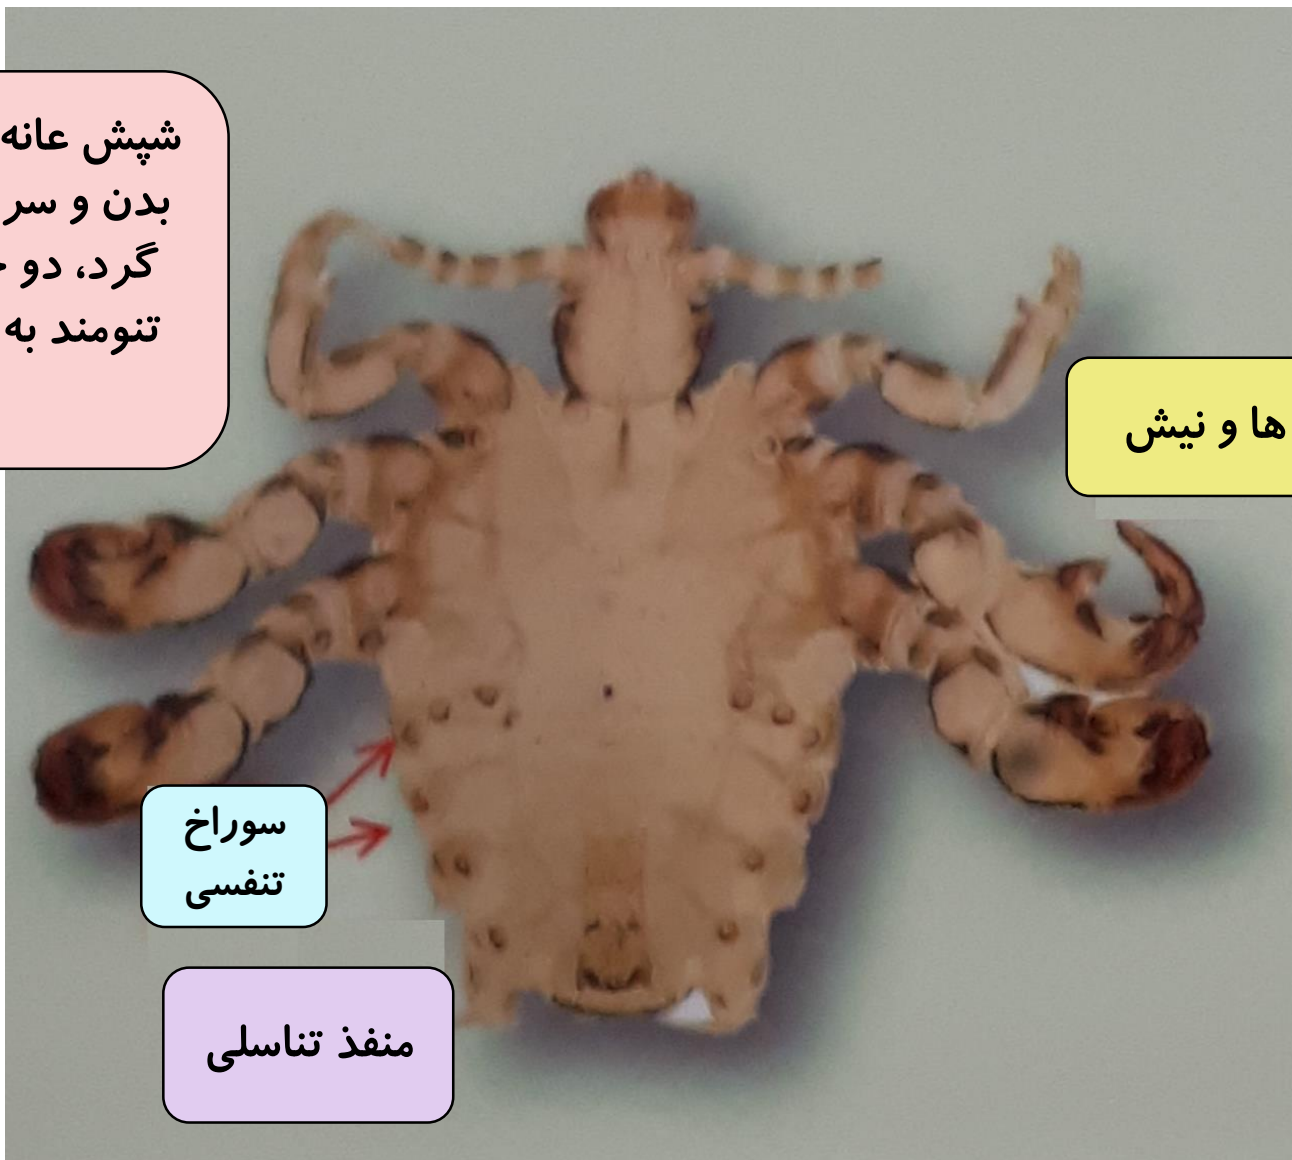 شپش عانه
بدن و سر
گرد، دو
تنومند به
ها و نیش
سوراخ
تنفسی
منفذ تناسلی